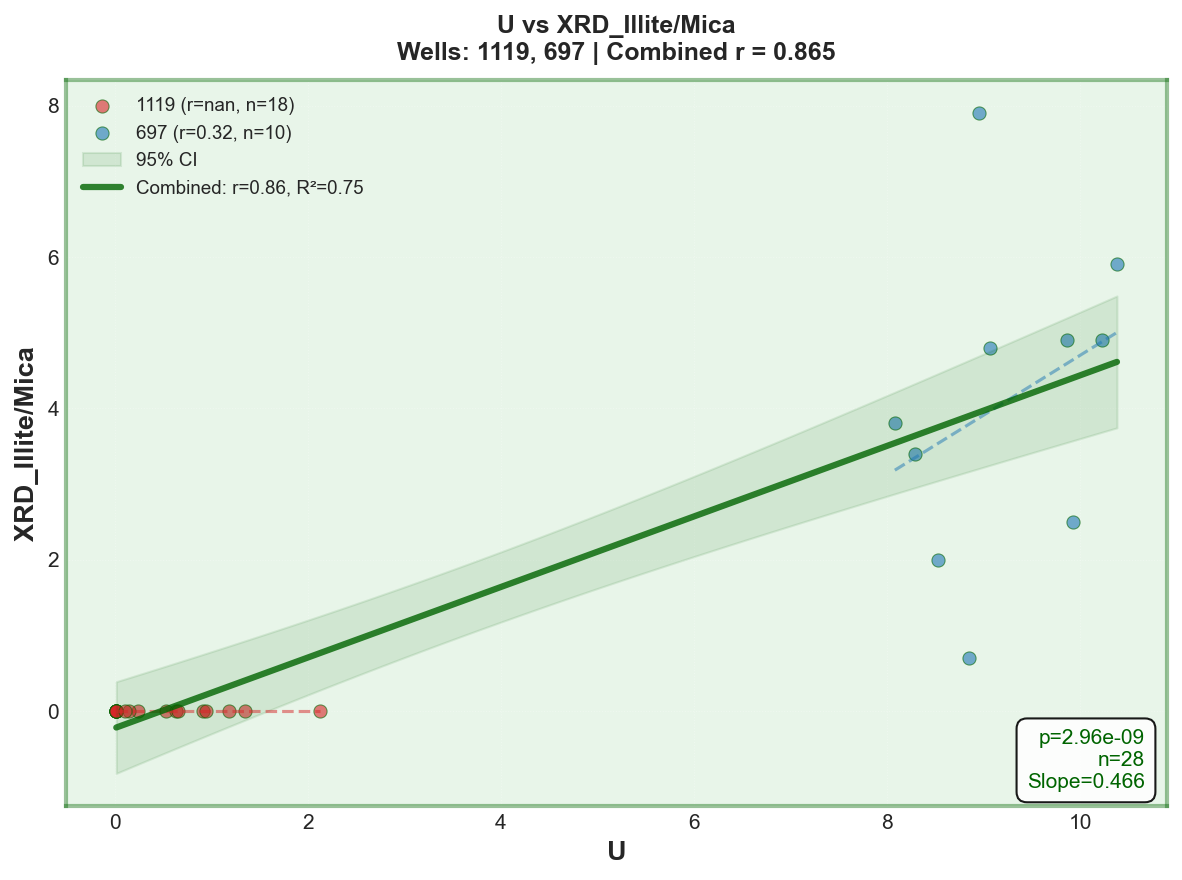 U vs XRD_Illite/Mica
Wells: 1119, 697 | Combined r = 0.865
1119 (r=nan, n=18)
697 (r=0.32, n=10)
95% CI
Combined: r=0.86, R²=0.75
XRD_Illite/Mica
8
6
4
2
0
p=2.96e-09
n=28
Slope=0.466
0 2 4 6 8 10
U